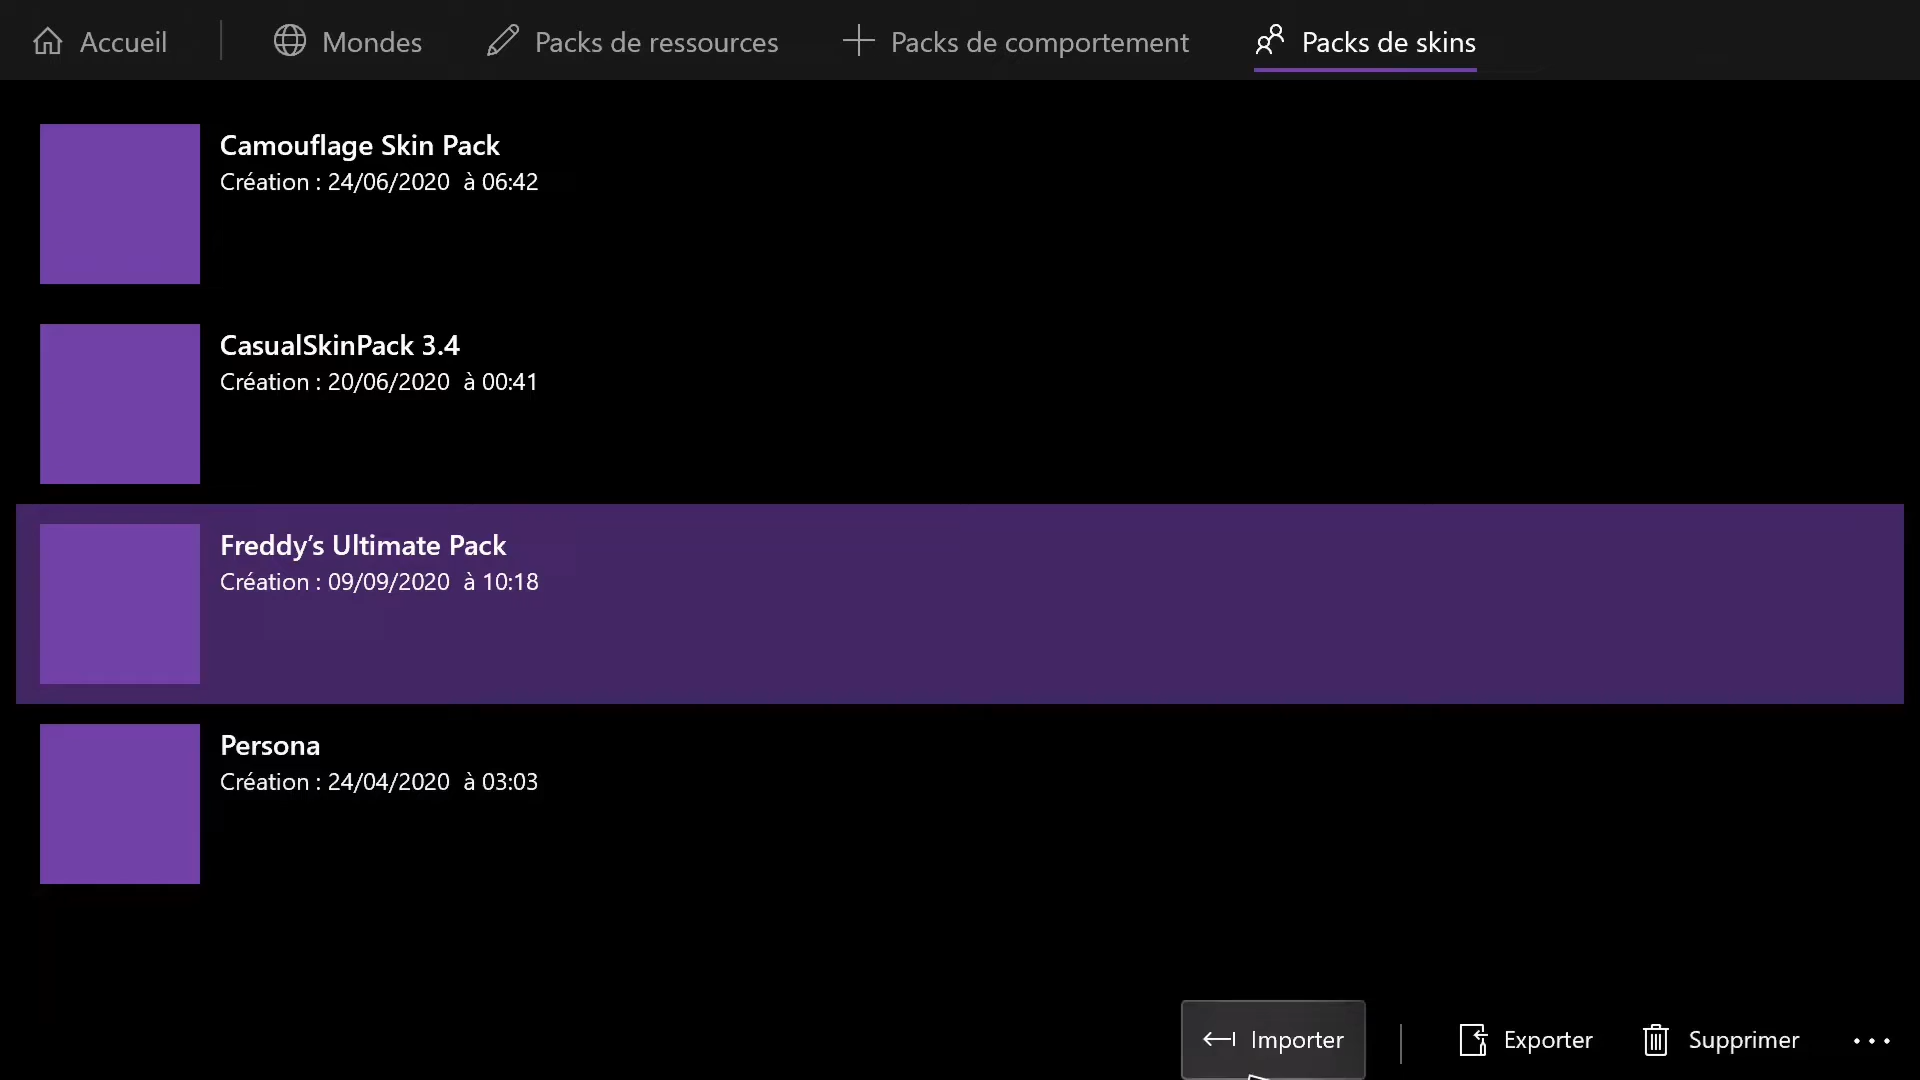 Accueil
Mondes
Packs de ressources
Packs de comportement
Packs de skins
Camouflage Skin Pack
Création : 24/06/2020 à 06:42
CasualSkinPack 3.4
Création : 20/06/2020 à 00:41
Freddy’s Ultimate Pack
Création : 09/09/2020 à 10:18
Persona
Création : 24/04/2020 à 03:03
Importer
Exporter
Supprimer